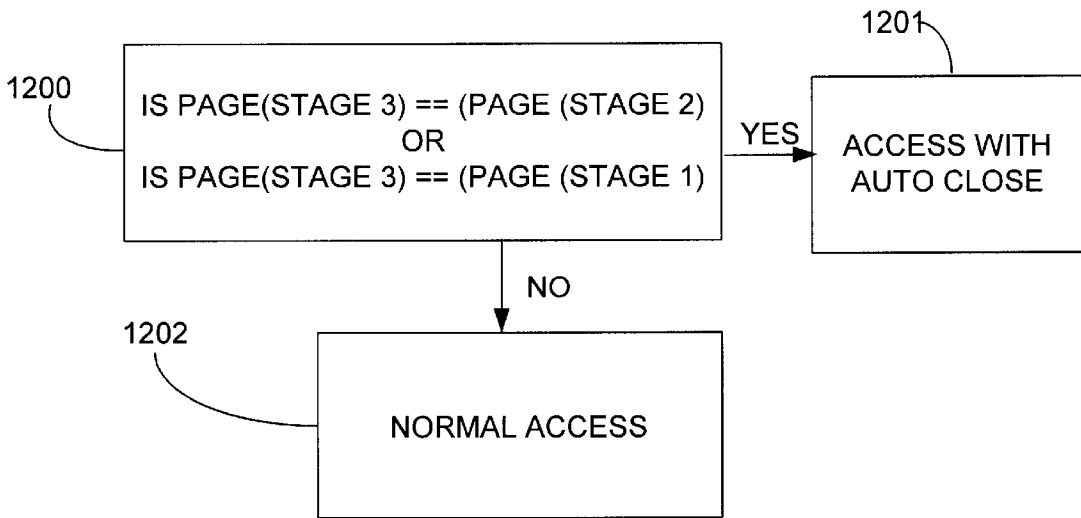 1200
IS PAGE(STAGE 3) == (PAGE (STAGE 2)
OR
IS PAGE(STAGE 3) == (PAGE (STAGE 1)
YES
1201
ACCESS WITH
AUTO CLOSE
NO
1202
NORMAL ACCESS